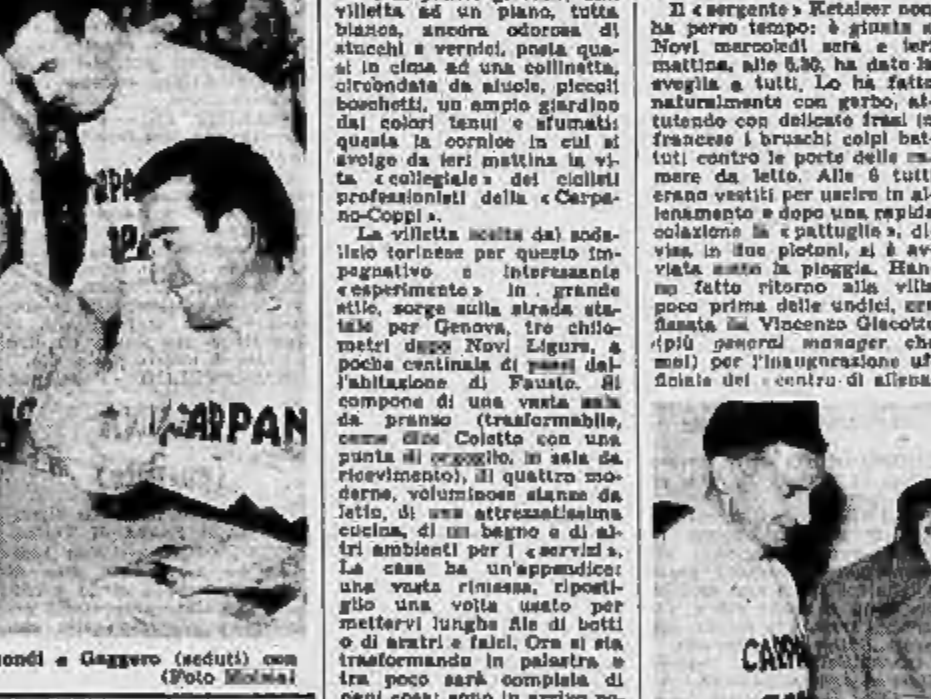 CARPAN
ondi e Gaggero (seduti) con
(Foto
villetta ad un piano, tutta
bianca, ancora odorosa di
stucchi e vernici, posta qua-
si in cima ad una collinetta,
circondata da aiuole, piccoli
boschetti, un ampio giardino
dai colori tenui e sfumati:
questa la cornice in cui si
svolge da ieri mattina la vi-
ta « collegiale » dei ciclisti
professionisti della « Carpa-
no-Coppi ».
La villetta scelta dal soda-
lizio torinese per questo im-
pegnativo e interessante
« esperimento » in grande
stile, sorge sulla strada sta-
tale per Genova, tre chilo-
metri dopo Novi Ligure, a
poche centinaia di passi dal-
l'abitazione di Fausto. Si
compone di una vasta sala
da pranzo (trasformabile,
come dice Coletto con una
punta di orgoglio, in sala da
ricevimento), di quattro mo-
derne, voluminose stanze da
letto, di una attrezzatissima
cucina, di un bagno e di al-
tri ambienti per i « servizi ».
La casa ha un'appendice:
una vasta rimessa, riposti-
glio una volta usato per
mettervi lunghe file di botti
o di aratri e falci. Ora si sta
trasformando in palestra e
tra poco sarà completa di
ogni cosa: sono in arrivo
Il « sergente » Retaleer non
ha perso tempo: è giunto a
Novi mercoledì sera e ieri
mattina, alle 5,30, ha dato la
sveglia a tutti. Lo ha fatto
naturalmente con garbo, at-
tutendo con delicate frasi in
francese i bruschi colpi bat-
tuti contro le porte delle ca-
mere da letto. Alle 6 tutti
erano vestiti per uscire in al-
lenamento e dopo una rapida
colazione la « pattuglia », di-
visa in due plotoni, si è av-
viata sotto la pioggia. Han-
no fatto ritorno alla villa
poco prima delle undici, ora
fissata da Vincenzo Giacotto
(più general manager che
mai) per l'inaugurazione uf-
ficiale del « centro di allena-
CARPA